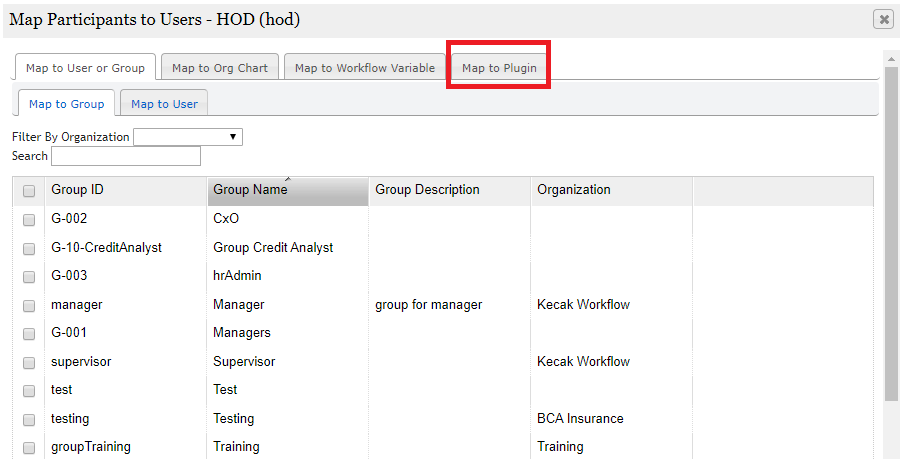 Map Participants to Users - HOD (hod)
Map to User or Group Map to Org Chart Map to Workflow Variable Map to Plugin
Map to Group Map to User
Filter By Organization
Search
Group ID Group Name Group Description Organization
G-002 CxO
G-10-CreditAnalyst Group Credit Analyst
G-003 hrAdmin
manager Manager group for manager Kecak Workflow
G-001 Managers
supervisor Supervisor Kecak Workflow
test Test
testing Testing BCA Insurance
groupTraining Training Training